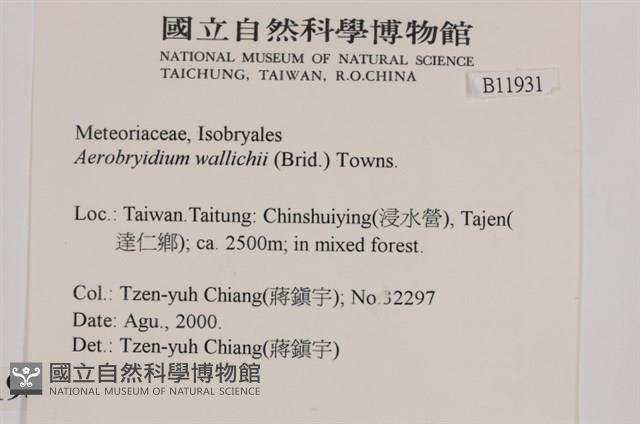 國立自然科學博物館
NATIONAL MUSEUM OF NATURAL SCIENCE
TAICHUNG, TAIWAN, R.O.CHINA
B11931
Meteoriaceae, Isobryales
Aerobryidium wallichii (Brid.) Towns.
Loc.: Taiwan.Taitung: Chinshuiying(浸水營), Tajen(
達仁鄉); ca. 2500m; in mixed forest.
Col.: Tzen-yuh Chiang(蔣鎮宇); No.32297
Date: Agu., 2000.
Det.: Tzen-yuh Chiang(蔣鎮宇)
國立自然科學博物館
NATIONAL MUSEUM OF NATURAL SCIENCE